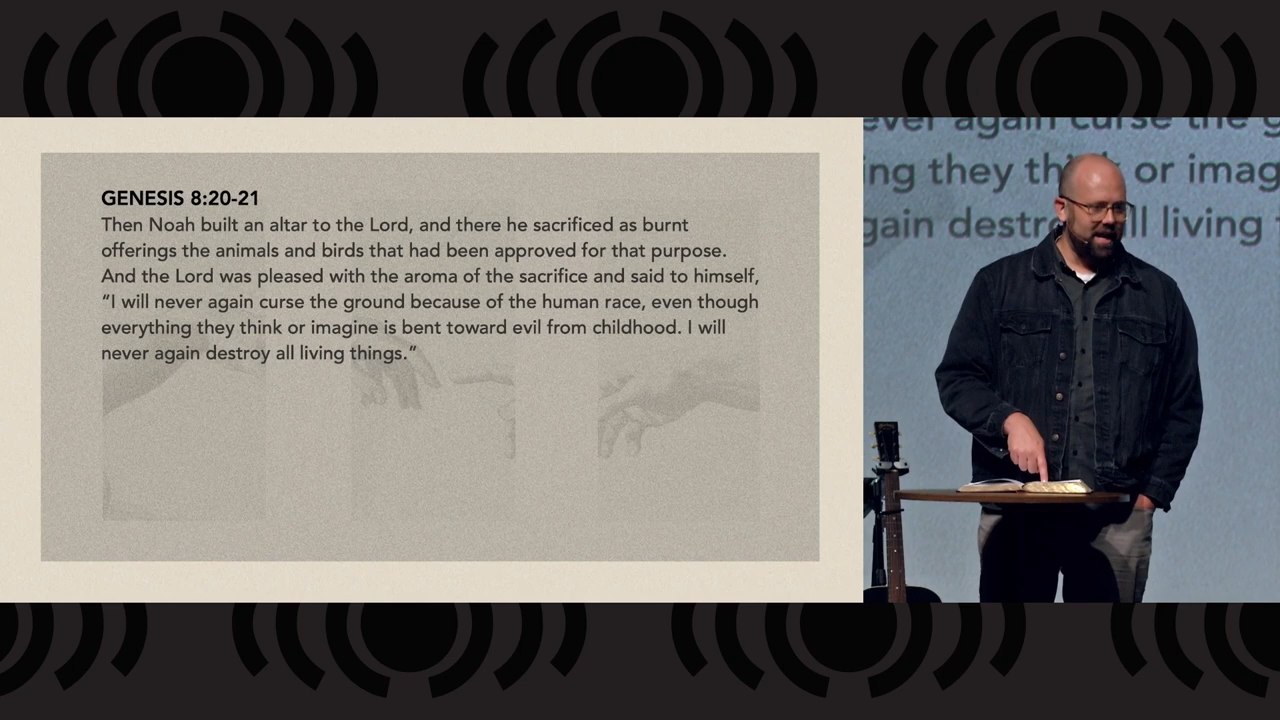 GENESIS 8:20-21
Then Noah built an altar to the Lord, and there he sacrificed as burnt
offerings the animals and birds that had been approved for that purpose.
And the Lord was pleased with the aroma of the sacrifice and said to himself,
“I will never again curse the ground because of the human race, even though
everything they think or imagine is bent toward evil from childhood. I will
never again destroy all living things.”
ever again curse the g
ing they think or imag
gain destroy all living